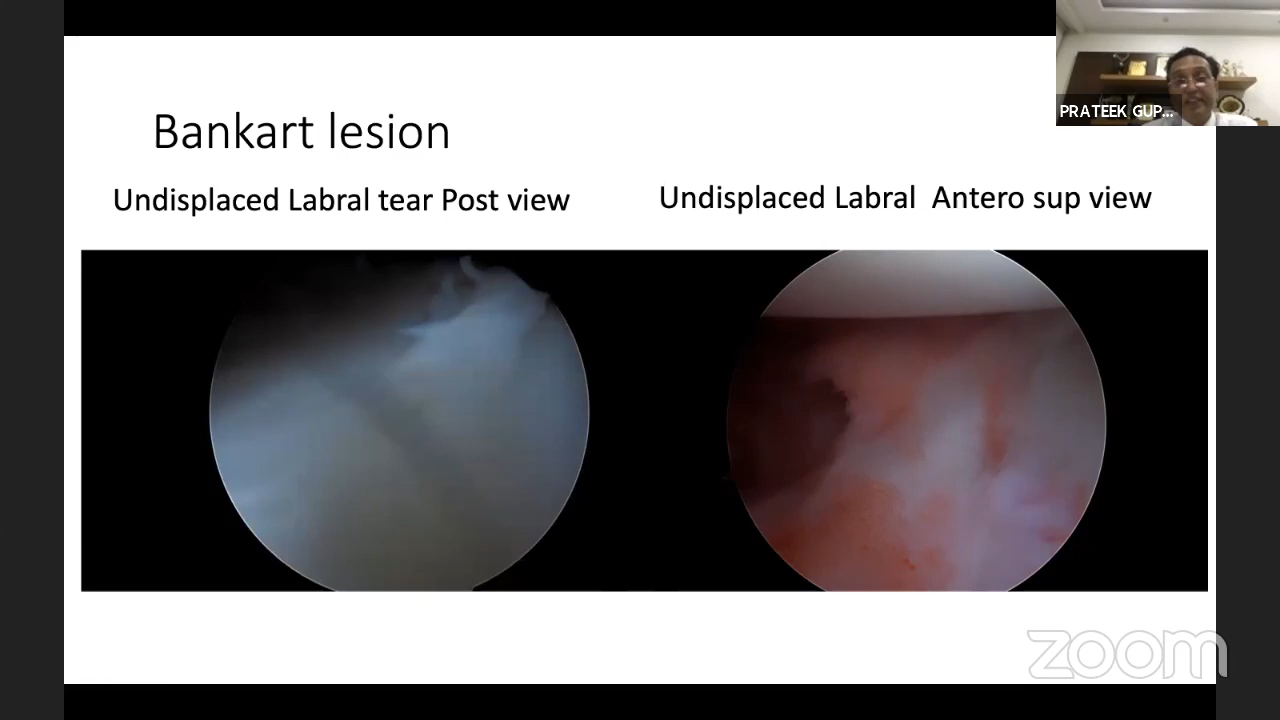 PRATEEK GUP...
Bankart lesion
Undisplaced Labral tear Post view
Undisplaced Labral Antero sup view
zoom